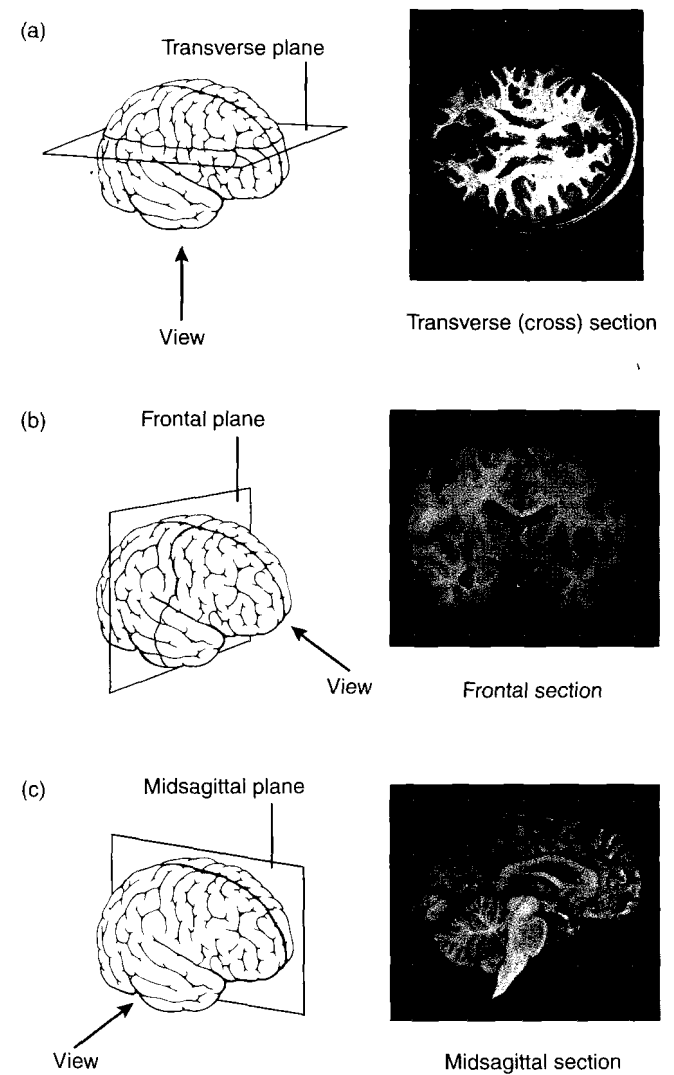 (a)
Transverse plane
View
Transverse (cross) section
(b)
Frontal plane
View
Frontal section
(c)
Midsagittal plane
View
Midsagittal section